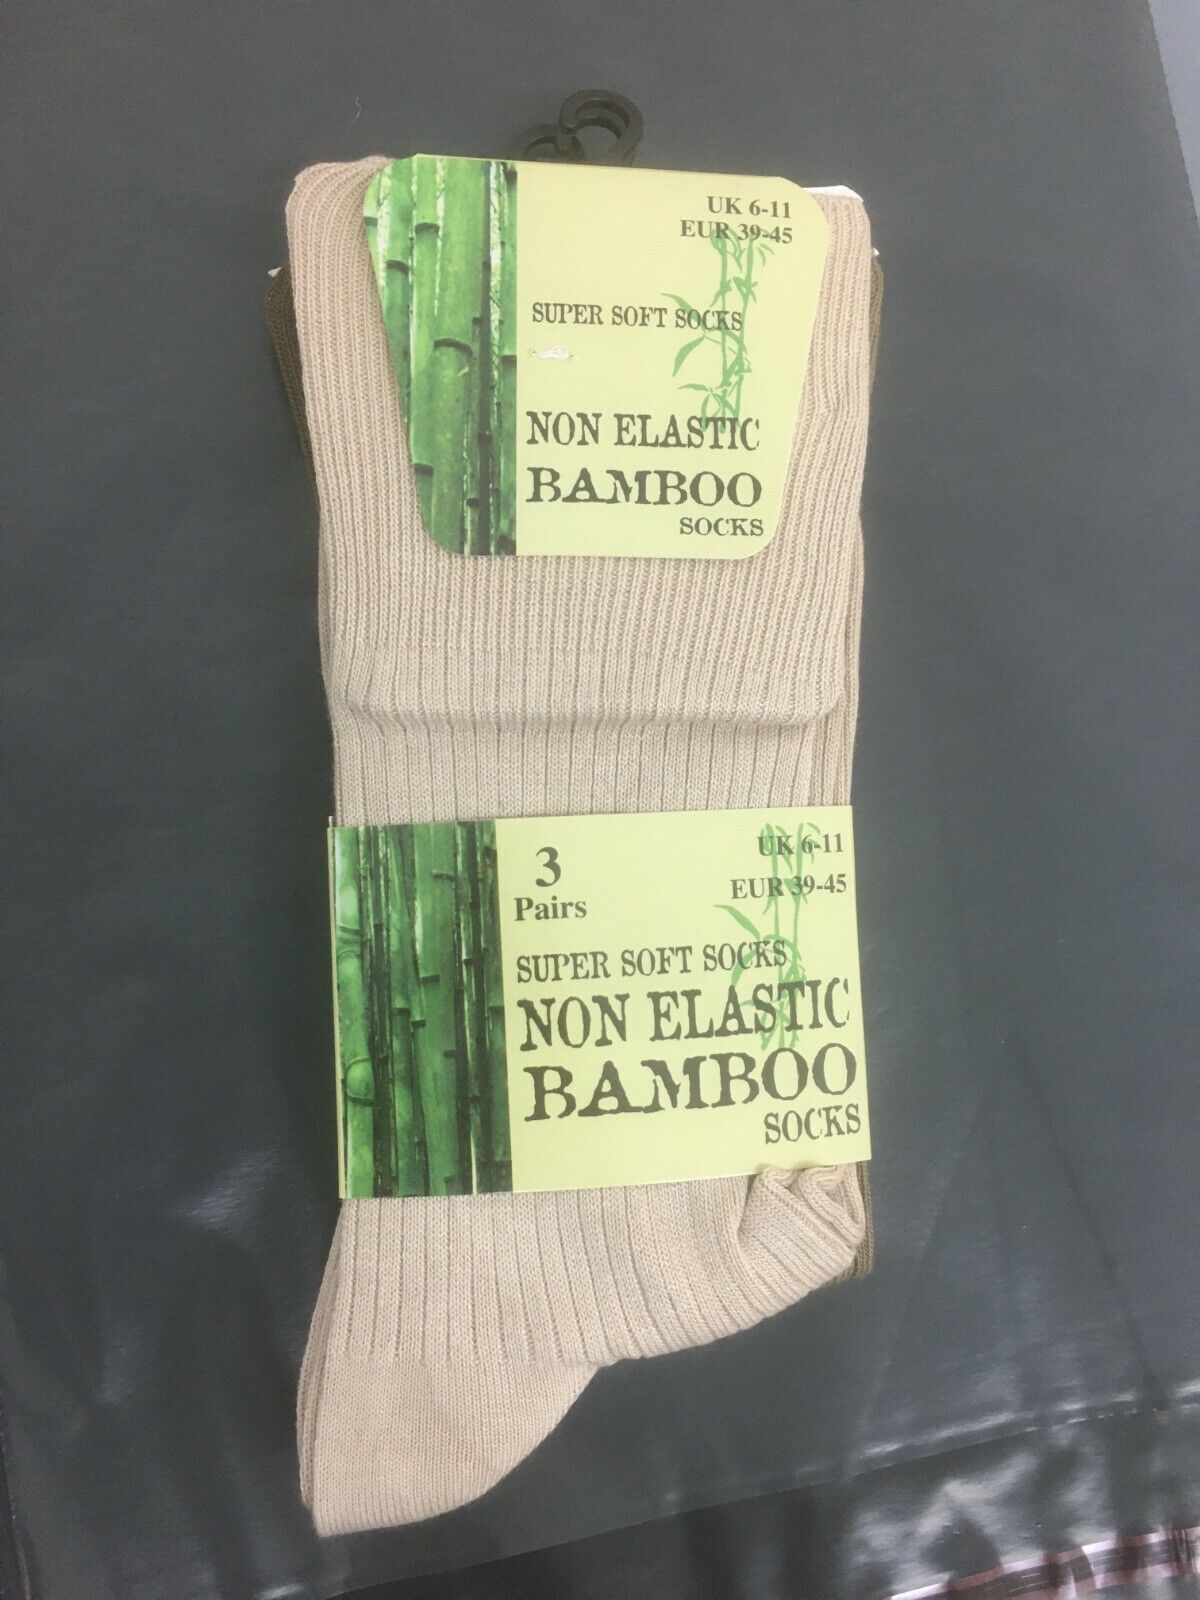 UK 6-11
EUR 39-45
SUPER SOFT SOCKS
NON ELASTIC
BAMBOO
SOCKS
3
Pairs
UK 6-11
EUR 39-45
SUPER SOFT SOCKS
NON ELASTIC
BAMBOO
SOCKS